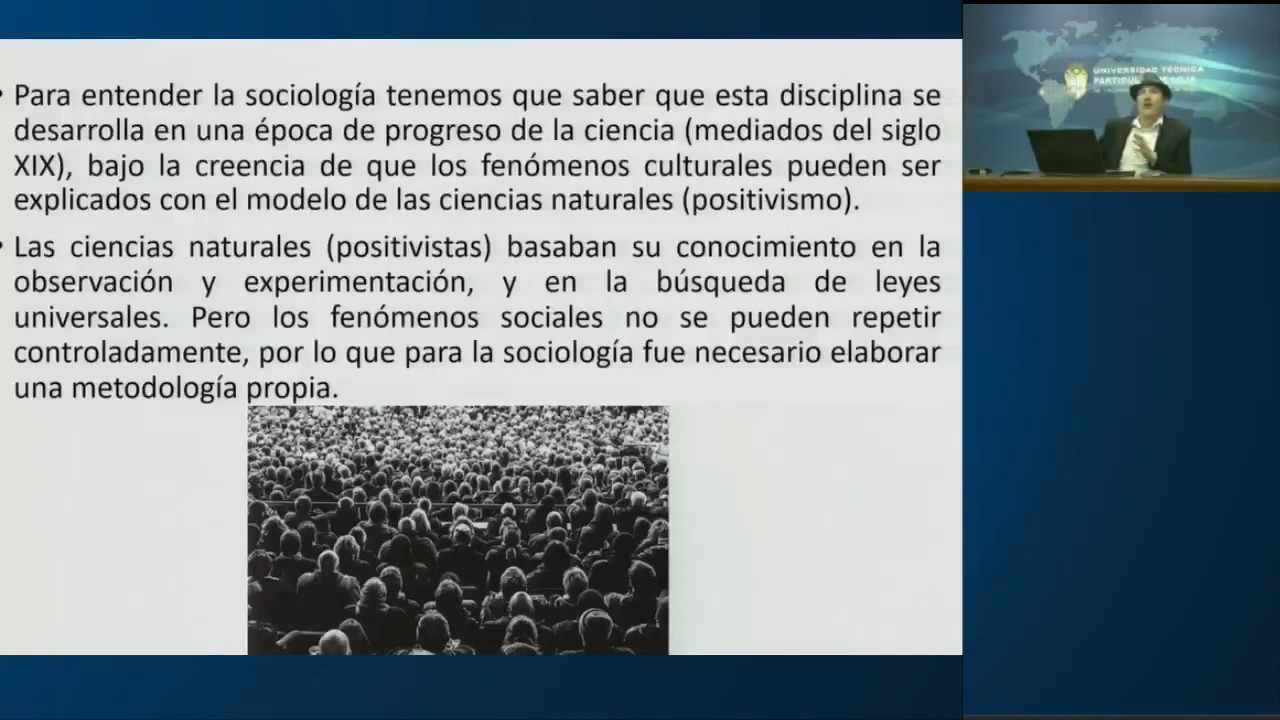 Para entender la sociología tenemos que saber que esta disciplina se
desarrolla en una época de progreso de la ciencia (mediados del siglo
XIX), bajo la creencia de que los fenómenos culturales pueden ser
explicados con el modelo de las ciencias naturales (positivismo).
Las ciencias naturales (positivistas) basaban su conocimiento en la
observación y experimentación, y en la búsqueda de leyes
universales. Pero los fenómenos sociales no se pueden repetir
controladamente, por lo que para la sociología fue necesario elaborar
una metodología propia.
UNIVERSIDAD TÉCNICA